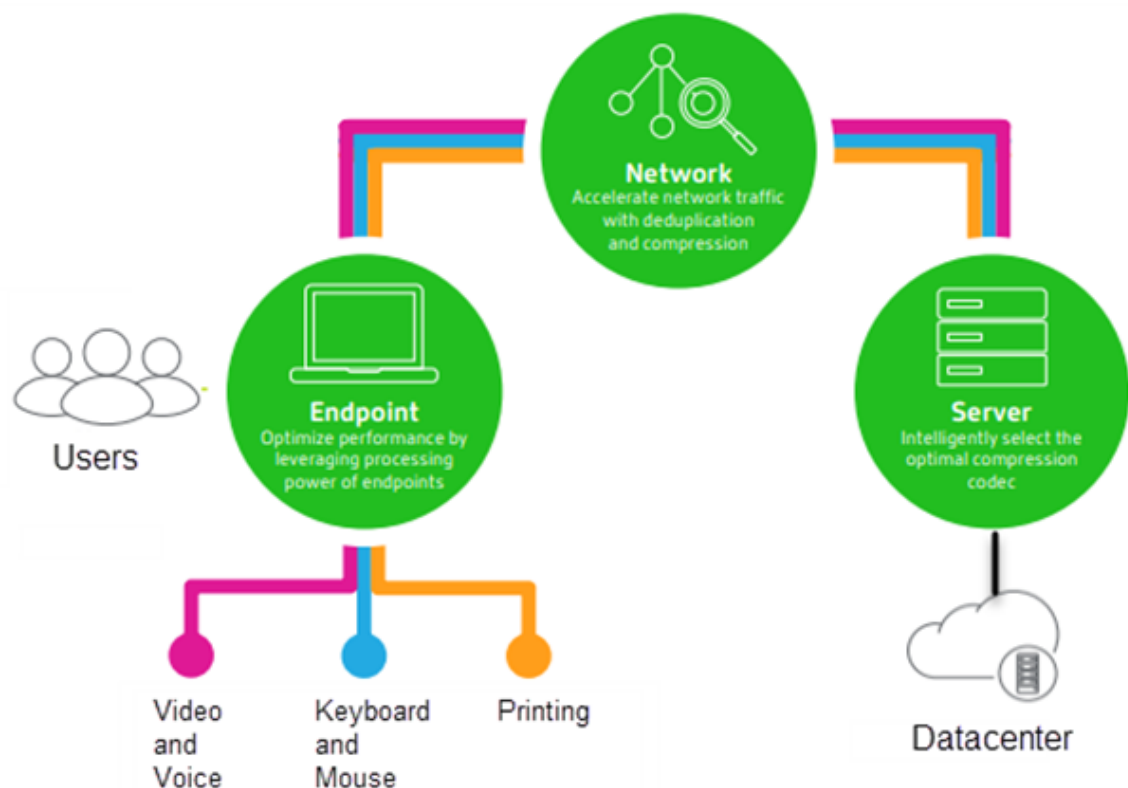 Network
Accelerate network traffic
with deduplication
and compression
Endpoint
Optimize performance by
leveraging processing
power of endpoints
Server
Intelligently select the
optimal compression
codec
Users
Video
and
Voice
Keyboard
and
Mouse
Printing
Datacenter